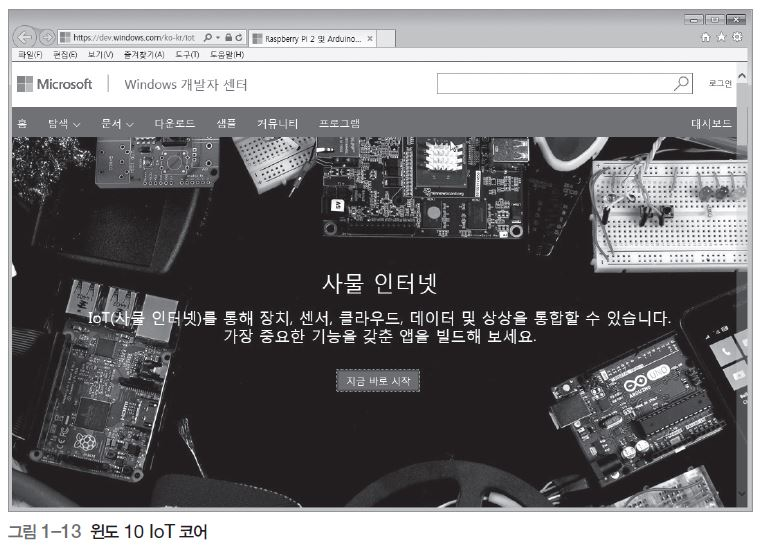 https://dev.windows.com/ko-kr/iot
Raspberry Pi 2 및 Arduino...
파일(F) 편집(E) 보기(V) 즐겨찾기(A) 도구(T) 도움말(H)
Microsoft Windows 개발자 센터 로그인
홈 탐색 문서 다운로드 샘플 커뮤니티 프로그램 대시보드
사물 인터넷
IoT(사물 인터넷)를 통해 장치, 센서, 클라우드, 데이터 및 상상을 통합할 수 있습니다.
가장 중요한 기능을 갖춘 앱을 빌드해 보세요.
지금 바로 시작
UNO
ARDUINO
그림 1-13 윈도 10 IoT 코어